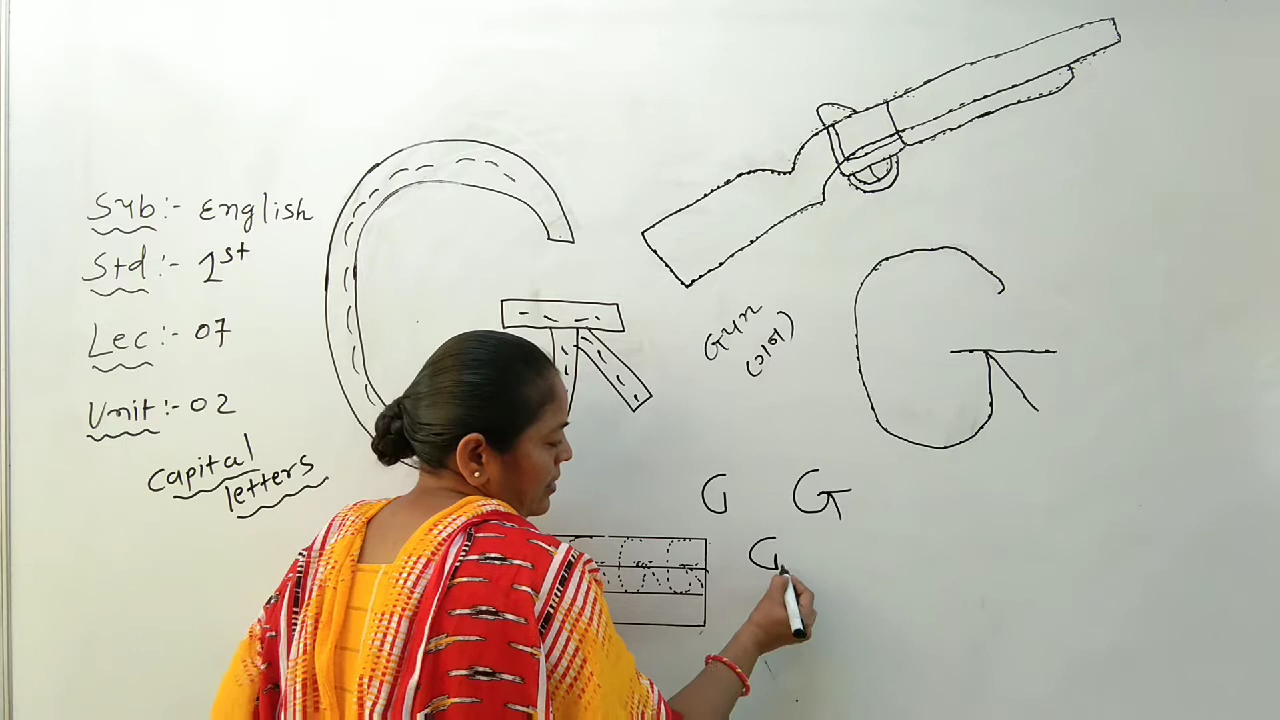 Sub:- English
Std:- 1st
Lec:- 07
Unit:- 02
Capital
letters
G
Gun
(ગન)
G
G G
G
G G